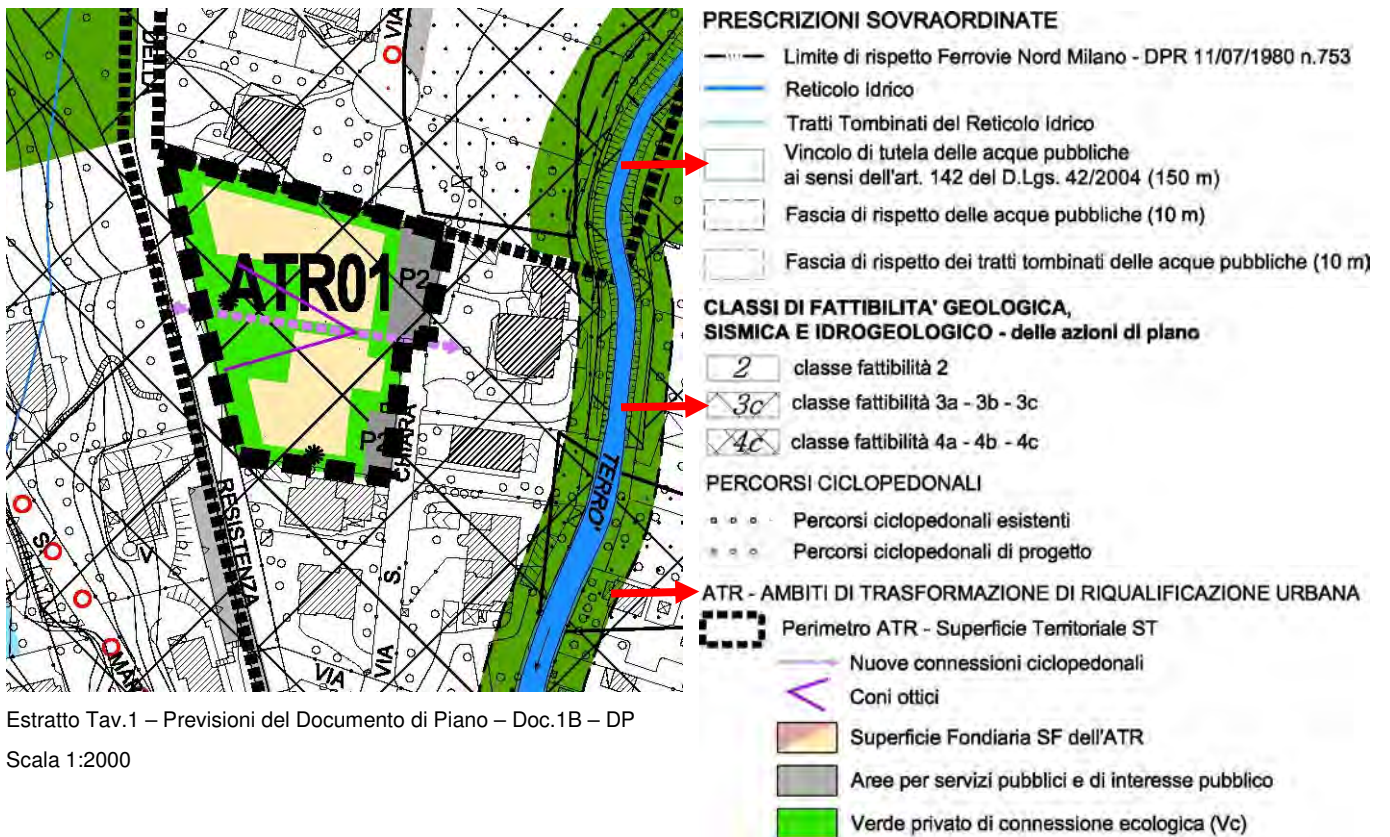 DELLA
VIA
ATR01
P2
P2
CHIARA
TERRO'
RESISTENZA
S.
VIA
VIA S.
Estratto Tav.1 – Previsioni del Documento di Piano – Doc.1B – DP
Scala 1:2000
PRESCRIZIONI SOVRAORDINATE
Limite di rispetto Ferrovie Nord Milano - DPR 11/07/1980 n.753
Reticolo Idrico
Tratti Tombinati del Reticolo Idrico
Vincolo di tutela delle acque pubbliche
ai sensi dell'art. 142 del D.Lgs. 42/2004 (150 m)
Fascia di rispetto delle acque pubbliche (10 m)
Fascia di rispetto dei tratti tombinati delle acque pubbliche (10 m)
CLASSI DI FATTIBILITA' GEOLOGICA,
SISMICA E IDROGEOLOGICO - delle azioni di piano
2 classe fattibilità 2
3c classe fattibilità 3a - 3b - 3c
4c classe fattibilità 4a - 4b - 4c
PERCORSI CICLOPEDONALI
Percorsi ciclopedonali esistenti
Percorsi ciclopedonali di progetto
ATR - AMBITI DI TRASFORMAZIONE DI RIQUALIFICAZIONE URBANA
Perimetro ATR - Superficie Territoriale ST
Nuove connessioni ciclopedonali
Coni ottici
Superficie Fondiaria SF dell'ATR
Aree per servizi pubblici e di interesse pubblico
Verde privato di connessione ecologica (Vc)